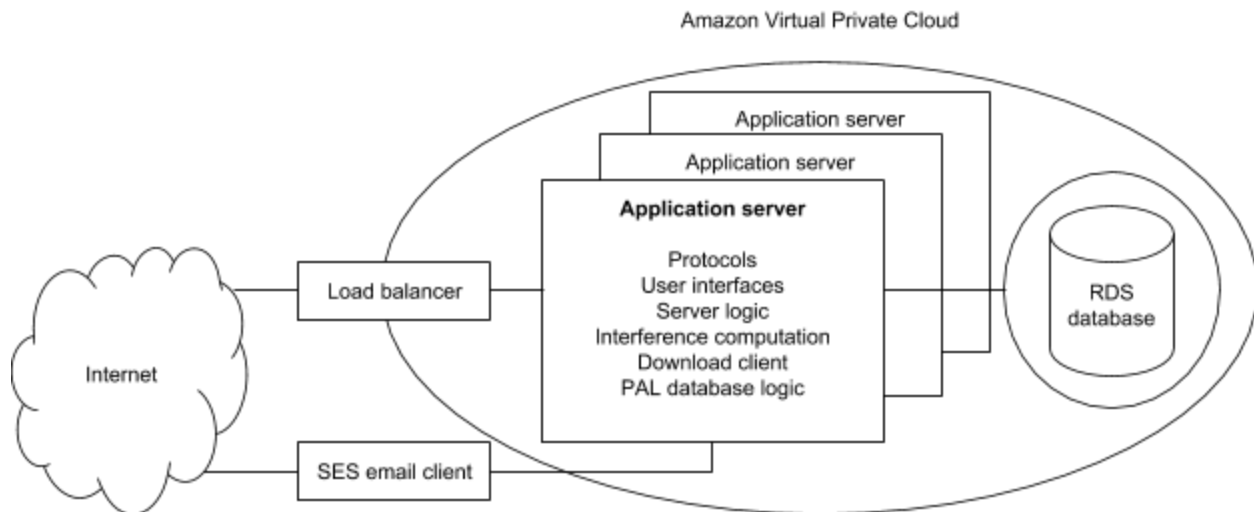 Amazon Virtual Private Cloud
Application server
Application server
Application server
Protocols
User interfaces
Server logic
Interference computation
Download client
PAL database logic
Load balancer
Internet
SES email client
RDS
database